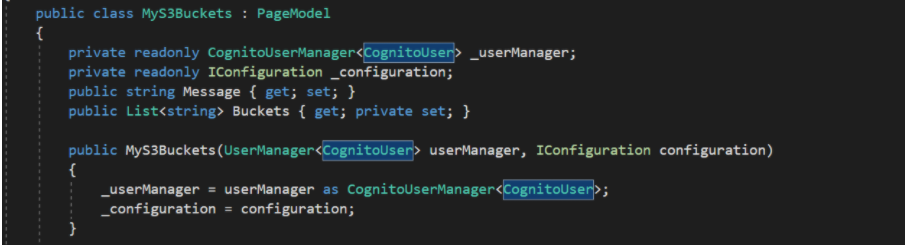 public class MyS3Buckets : PageModel
{
private readonly CognitoUserManager<CognitoUser> _userManager;
private readonly IConfiguration _configuration;
public string Message { get; set; }
public List<string> Buckets { get; private set; }
public MyS3Buckets(UserManager<CognitoUser> userManager, IConfiguration configuration)
{
_userManager = userManager as CognitoUserManager<CognitoUser>;
_configuration = configuration;
}